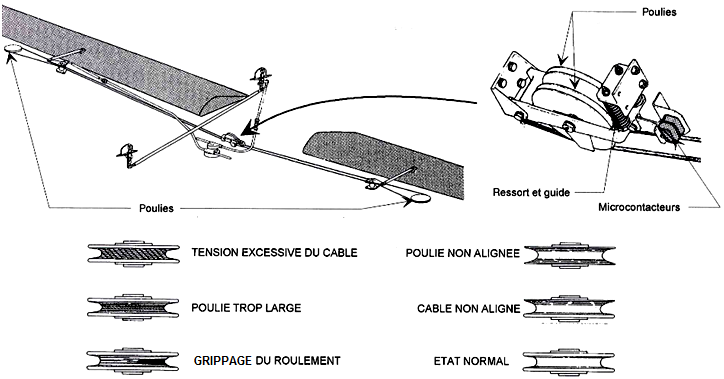 Poulies
Poulies
Ressort et guide
Microcontacteurs
TENSION EXCESSIVE DU CABLE
POULIE NON ALIGNEE
POULIE TROP LARGE
CABLE NON ALIGNE
GRIPPAGE DU ROULEMENT
ETAT NORMAL